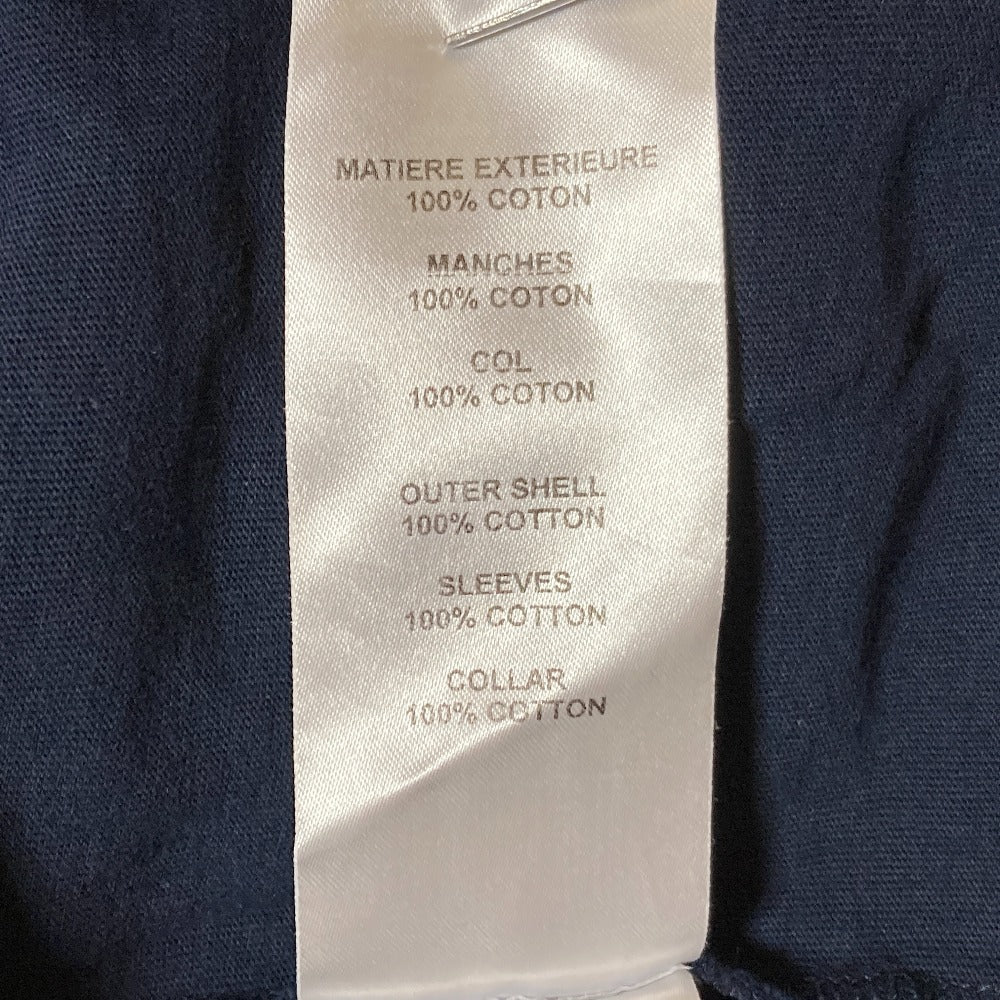 MATIERE EXTERIEURE
100% COTON
MANCHES
100% COTON
COL
100% COTON
OUTER SHELL
100% COTTON
SLEEVES
100% COTTON
COLLAR
100% COTTON